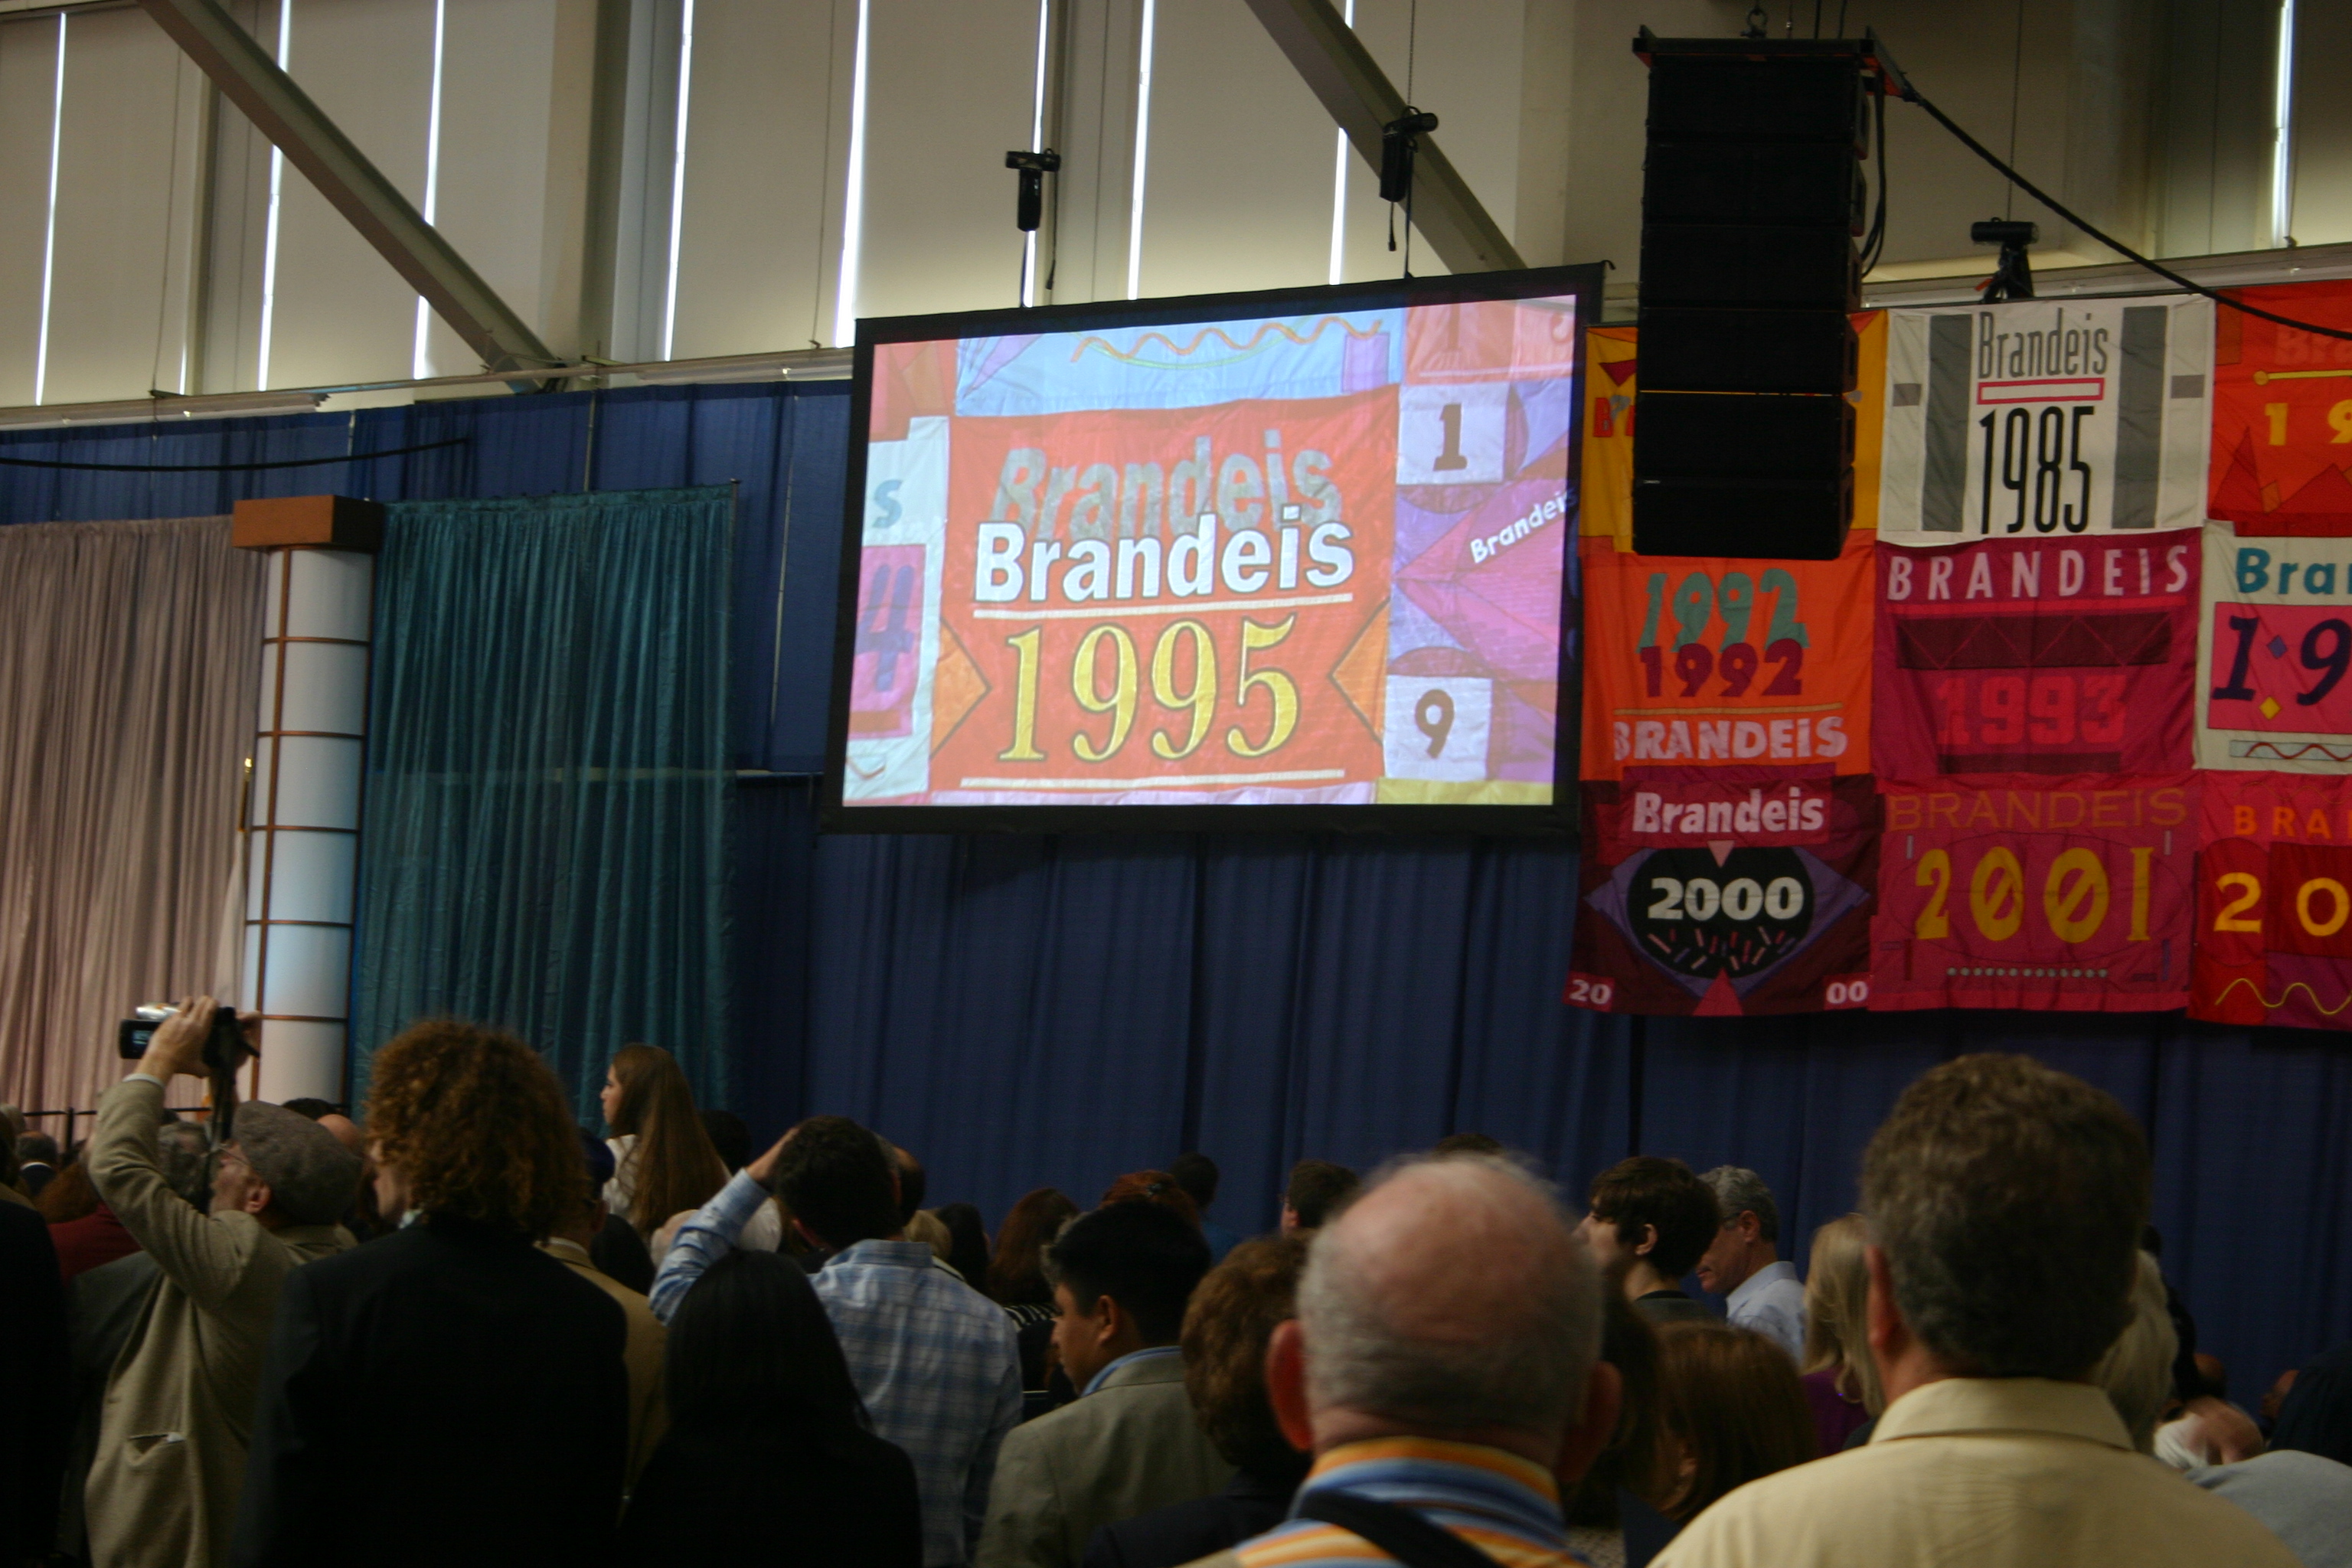 Brandeis
Brandeis
1995
S
4
1
Brandeis
9
Brandeis
1985
1992
1992
BRANDEIS
BRANDEIS
1993
Brandeis
2000
20
00
BRANDEIS
2001